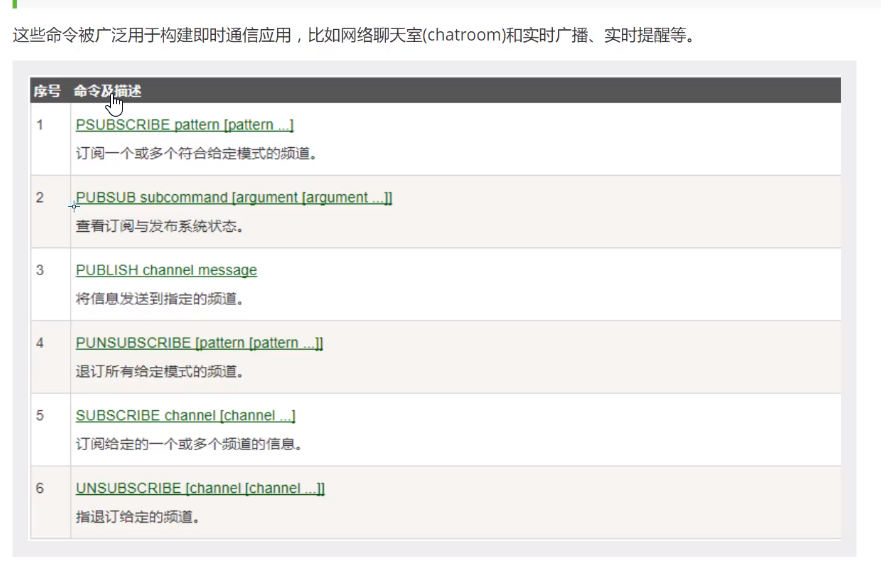 这些命令被广泛用于构建即时通信应用，比如网络聊天室(chatroom)和实时广播、实时提醒等。
序号 命令及描述
1 PSUBSCRIBE pattern [pattern ...]
订阅一个或多个符合给定模式的频道。
2 PUBSUB subcommand [argument [argument ...]]
查看订阅与发布系统状态。
3 PUBLISH channel message
将信息发送到指定的频道。
4 PUNSUBSCRIBE [pattern [pattern ...]]
退订所有给定模式的频道。
5 SUBSCRIBE channel [channel ...]
订阅给定的一个或多个频道的信息。
6 UNSUBSCRIBE [channel [channel ...]]
指退订给定的频道。